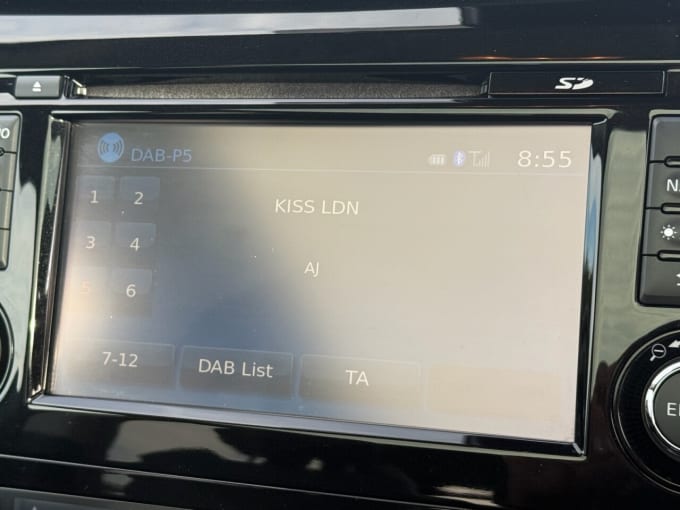 SD
DAB-P5
8:55
1 2
KISS LDN
3 4
AJ
5 6
7-12
DAB List
TA